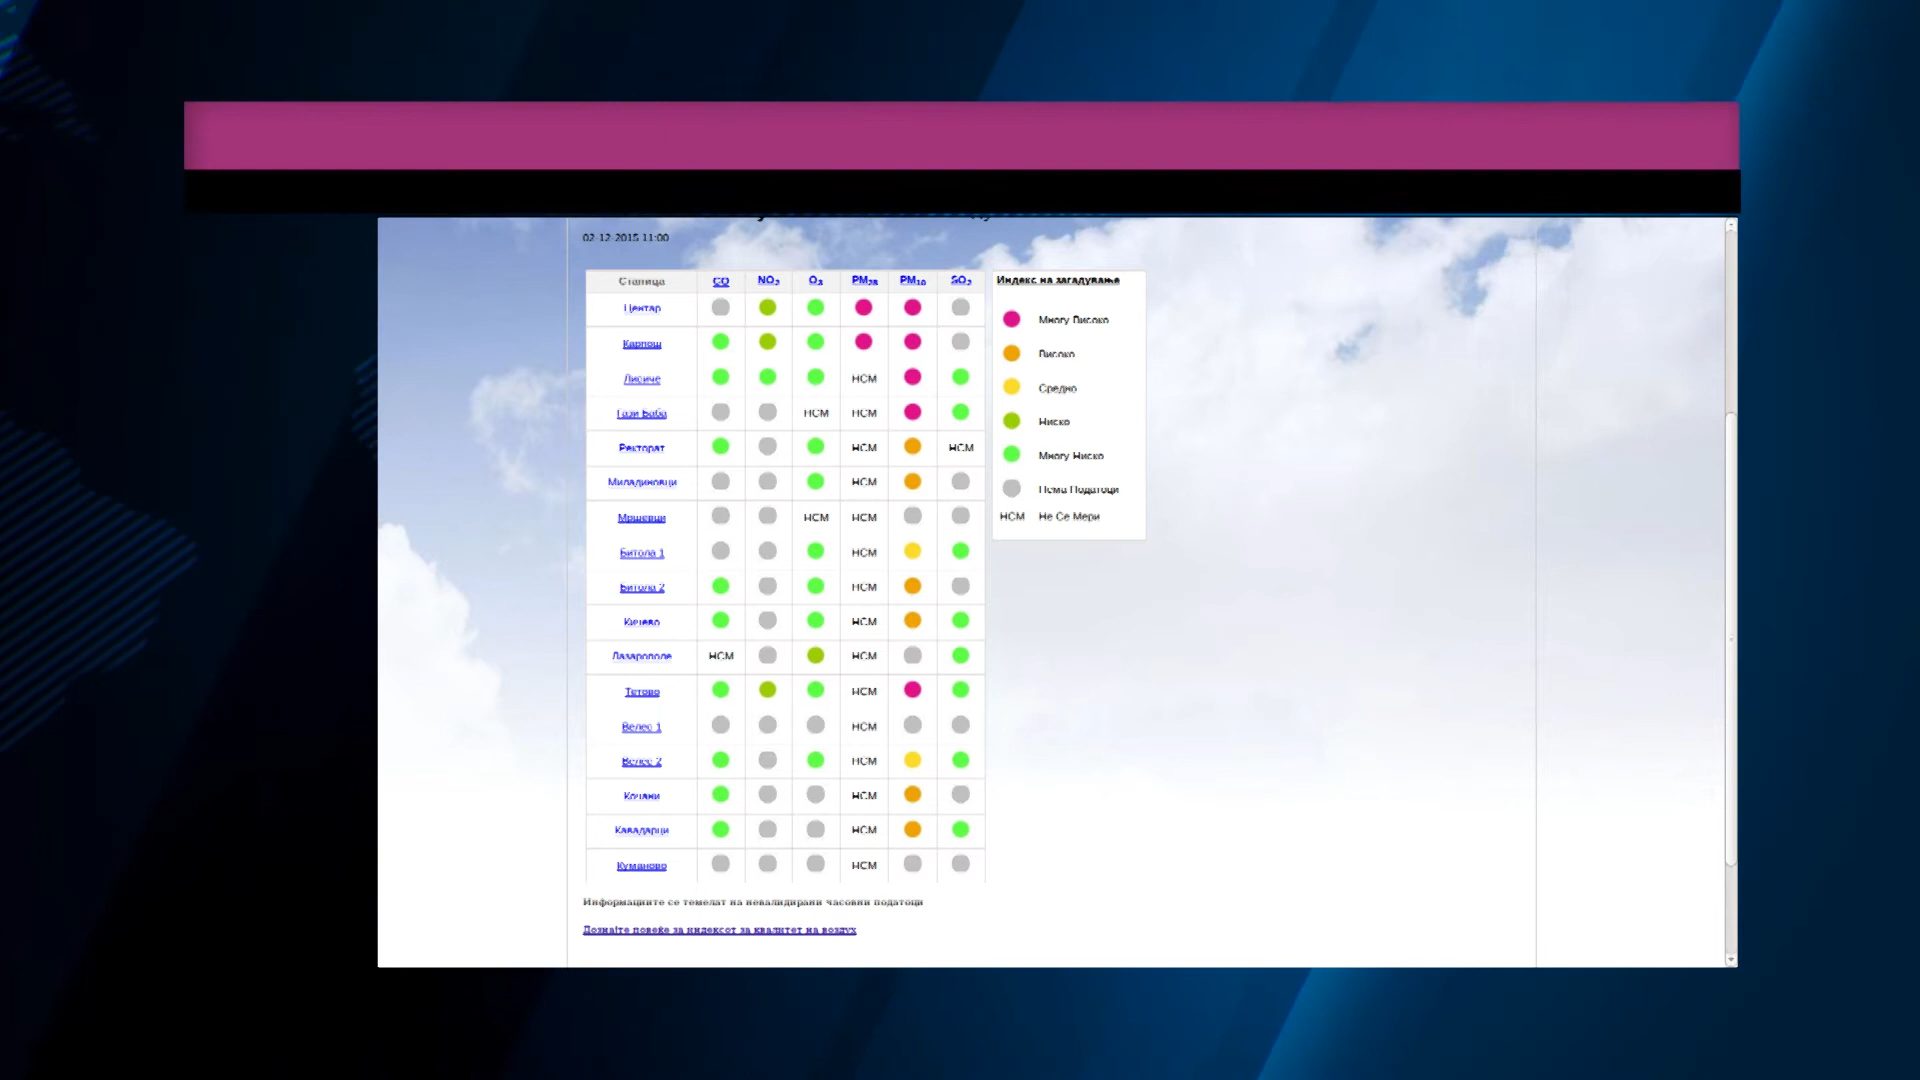 02-12-2015 11:00
Станица CO NO2 O3 PM25 PM10 SO2
Центар
Карпош
Лисиче НСМ
Гази Баба НСМ НСМ
Ректорат НСМ НСМ
Миладиновци НСМ
Мршевци НСМ НСМ
Битола 1 НСМ
Битола 2 НСМ
Кичево НСМ
Лазарополе НСМ НСМ
Тетово НСМ
Велес 1 НСМ
Велес 2 НСМ
Кочани НСМ
Кавадарци НСМ
Куманово НСМ
Индекс на загадување
Многу Високо
Високо
Средно
Ниско
Многу Ниско
Нема Податоци
НСМ Не Се Мери
Информациите се темелат на невалидирани часовни податоци
Дознајте повеќе за индексот за квалитет на воздух